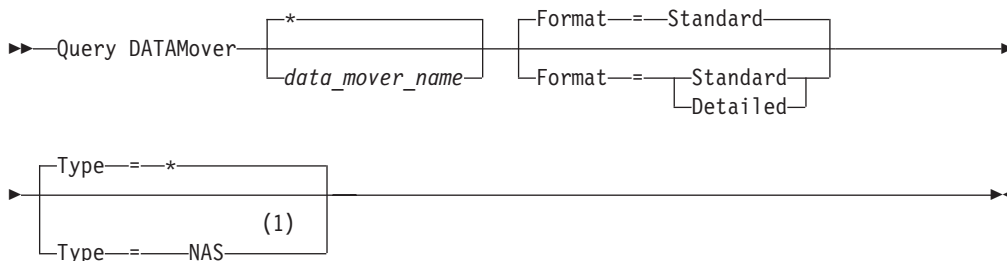 *
Format = Standard
Query DATAMover
data_mover_name
Format = Standard
Detailed
Type = *
(1)
Type = NAS